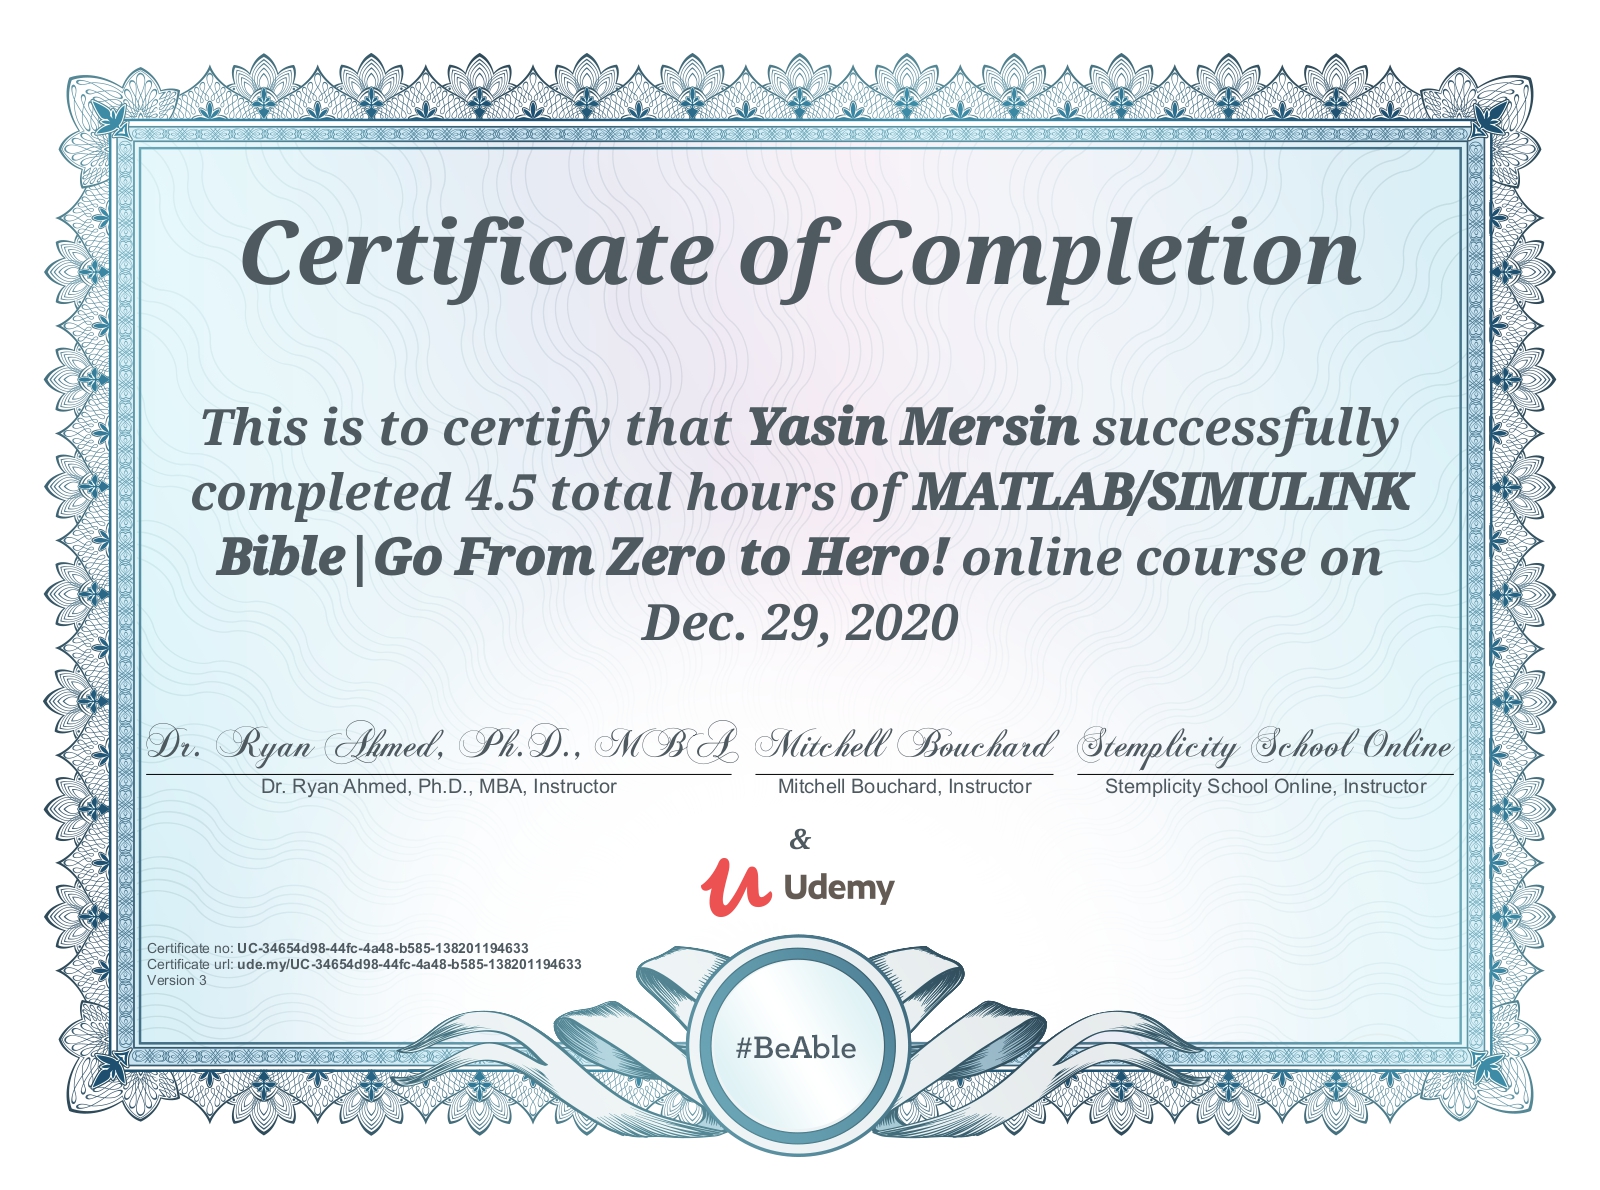 Certificate of Completion
This is to certify that Yasin Mersin successfully
completed 4.5 total hours of MATLAB/SIMULINK
Bible|Go From Zero to Hero! online course on
Dec. 29, 2020
Dr. Ryan Ahmed, Ph.D., MBA Mitchell Bouchard Stemplicity School Online
Dr. Ryan Ahmed, Ph.D., MBA, Instructor Mitchell Bouchard, Instructor Stemplicity School Online, Instructor
&
Udemy
Certificate no: UC-34654d98-44fc-4a48-b585-138201194633
Certificate url: ude.my/UC-34654d98-44fc-4a48-b585-138201194633
Version 3
#BeAble